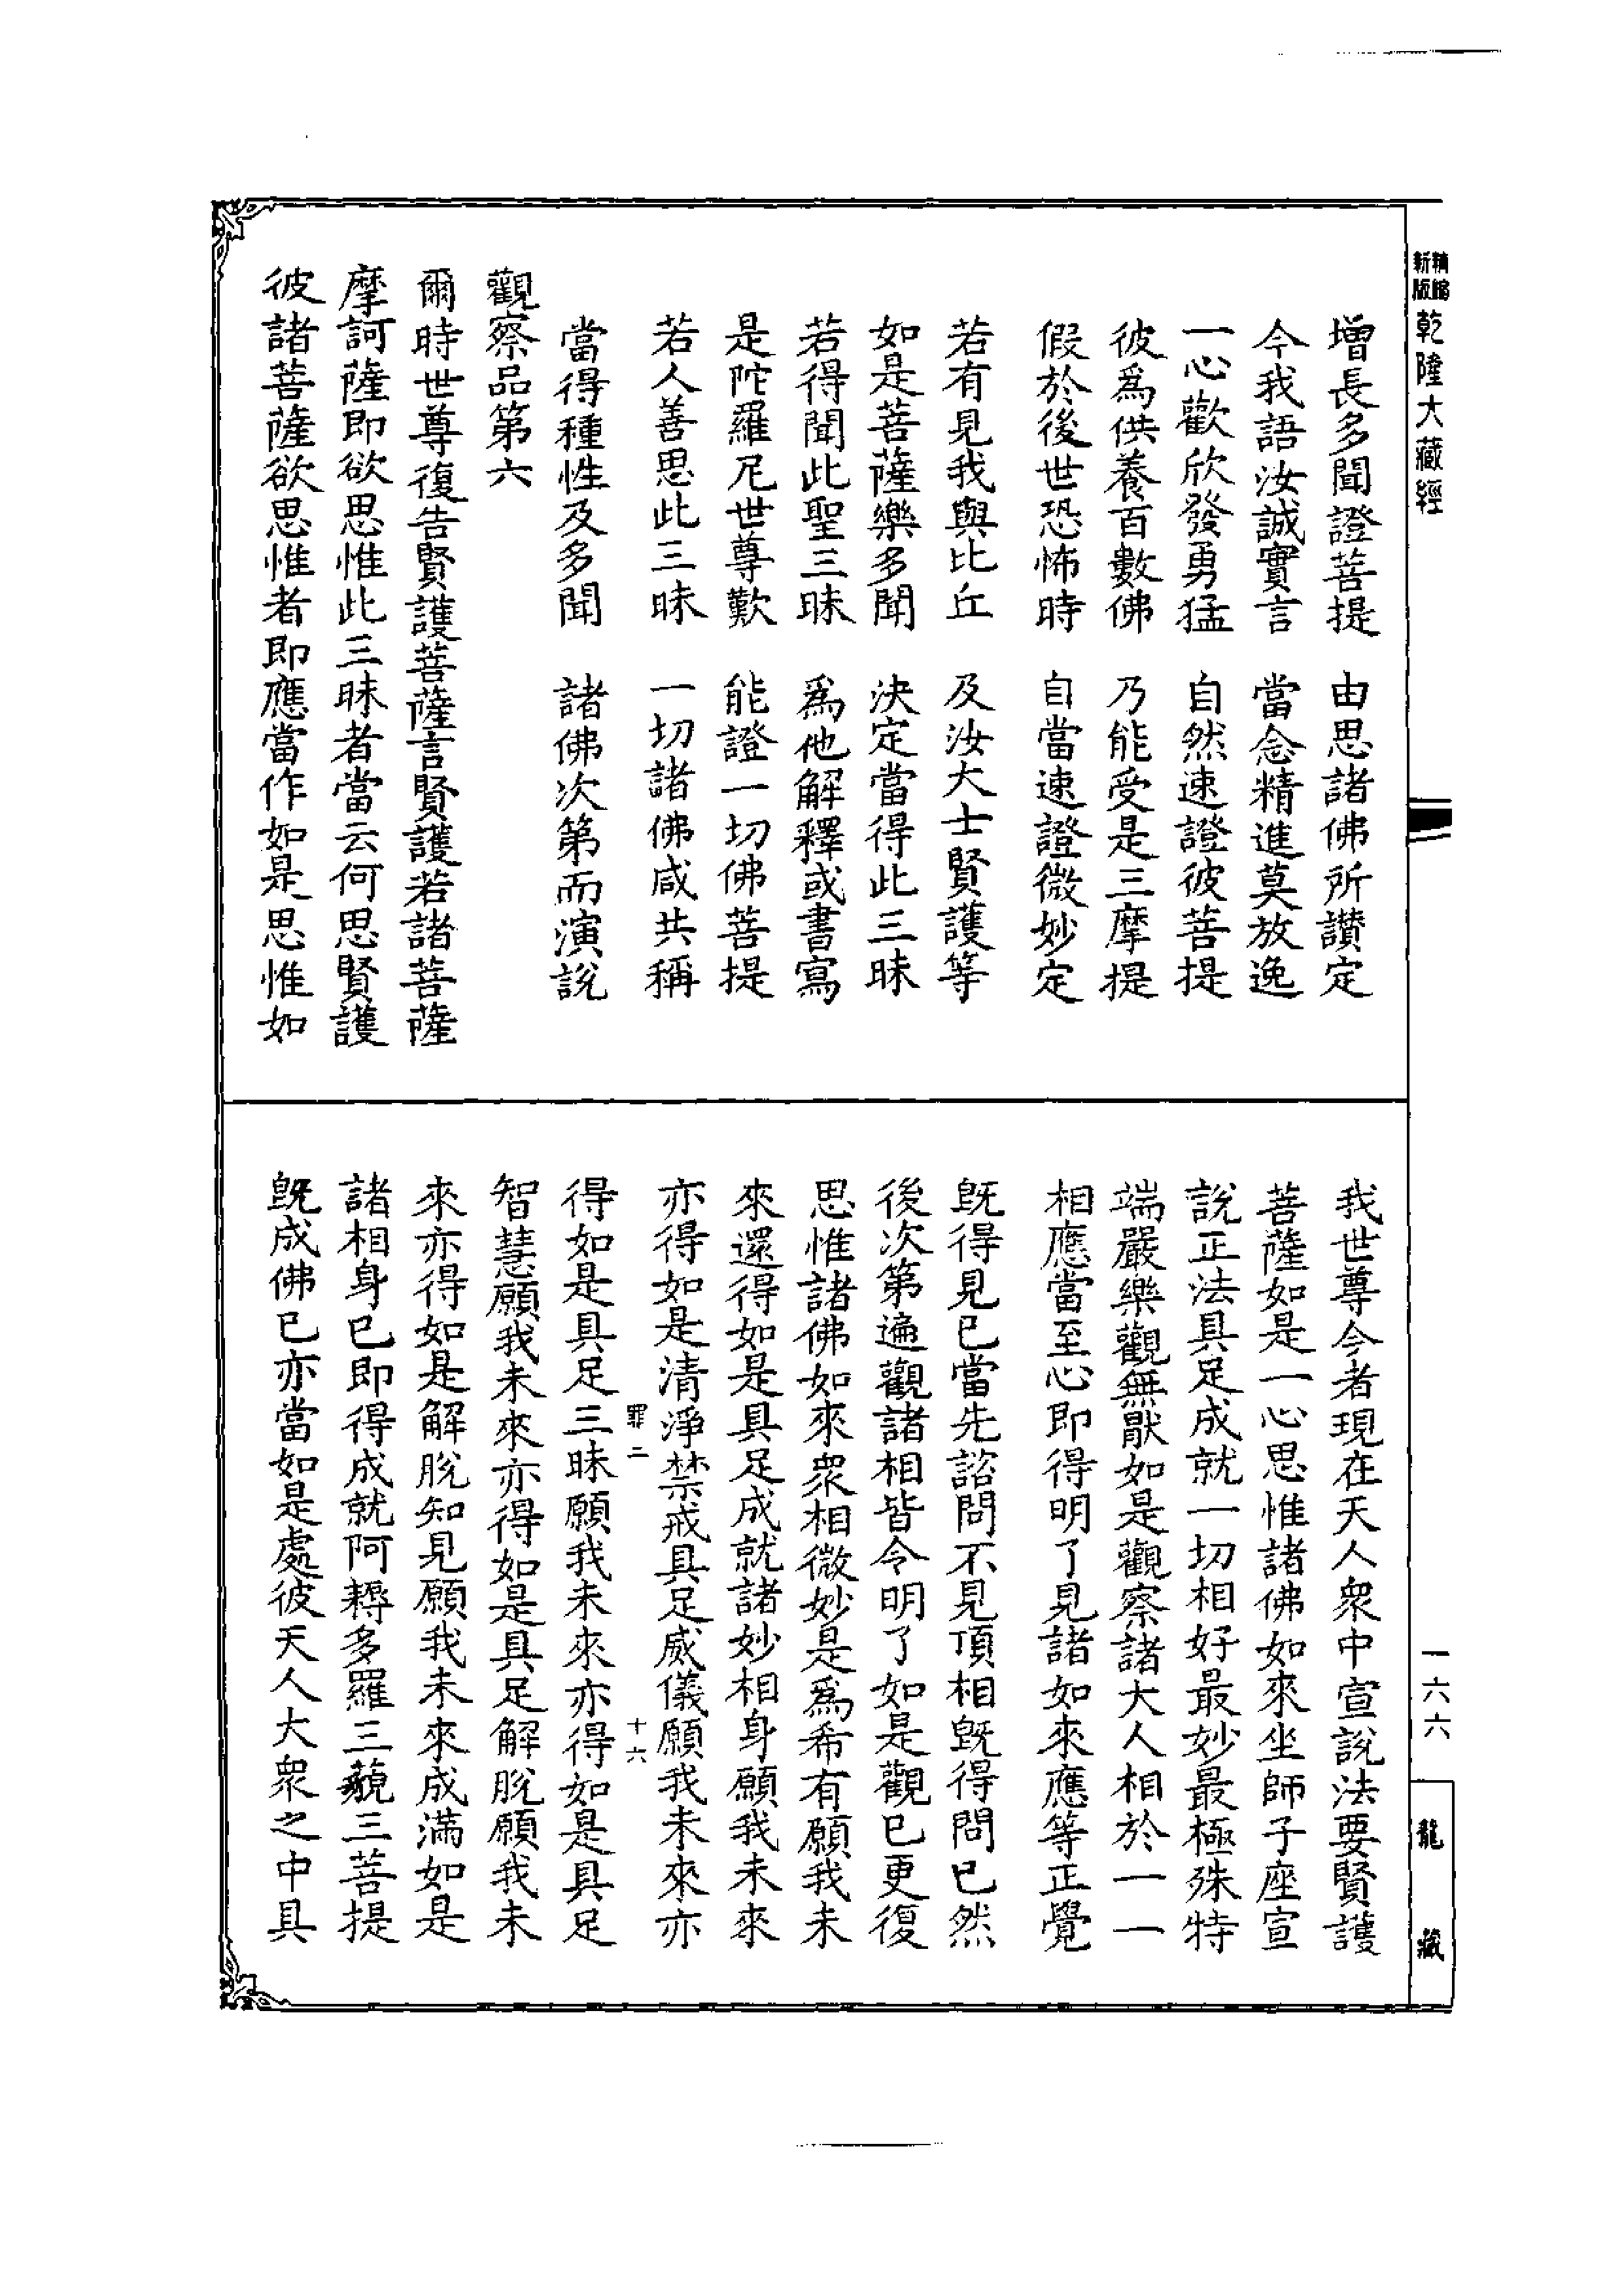 精縮
新版
乾隆大藏經
增長多聞證菩提　由思諸佛所讚定
今我語汝誠實言　當念精進莫放逸
一心歡欣發勇猛　自然速證彼菩提
彼爲供養百數佛　乃能受是三摩提
假於後世恐怖時　自當速證微妙定
若有見我與比丘　及汝大士賢護等
如是菩薩樂多聞　決定當得此三昧
若得聞此聖三昧　爲他解釋或書寫
是陀羅尼世尊歎　能證一切佛菩提
若人善思此三昧　一切諸佛咸共稱
當得種性及多聞　諸佛次第而演說
觀察品第六
爾時世尊復告賢護菩薩言賢護若諸菩薩
摩訶薩即欲思惟此三昧者當云何思賢護
彼諸菩薩欲思惟者即應當作如是思惟如
我世尊今者現在天人衆中宣說法要賢護
菩薩如是一心思惟諸佛如來坐師子座宣
說正法具足成就一切相好最妙最極殊特
端嚴樂觀無猒如是觀察諸大人相於一一
相應當至心即得明了見諸如來應等正覺
旣得見已當先諮問不見頂相旣得問已然
後次第遍觀諸相皆令明了如是觀已更復
思惟諸佛如來衆相微妙是爲希有願我未
來還得如是具足成就諸妙相身願我未來
亦得如是清淨禁戒具足威儀願我未來亦
罪二
十六
得如是具足三昧願我未來亦得如是具足
智慧願我未來亦得如是具足解脫願我未
來亦得如是解脫知見願我未來成滿如是
諸相身已即得成就阿耨多羅三藐三菩提
旣成佛已亦當如是處彼天人大衆之中具
一六六
龍藏